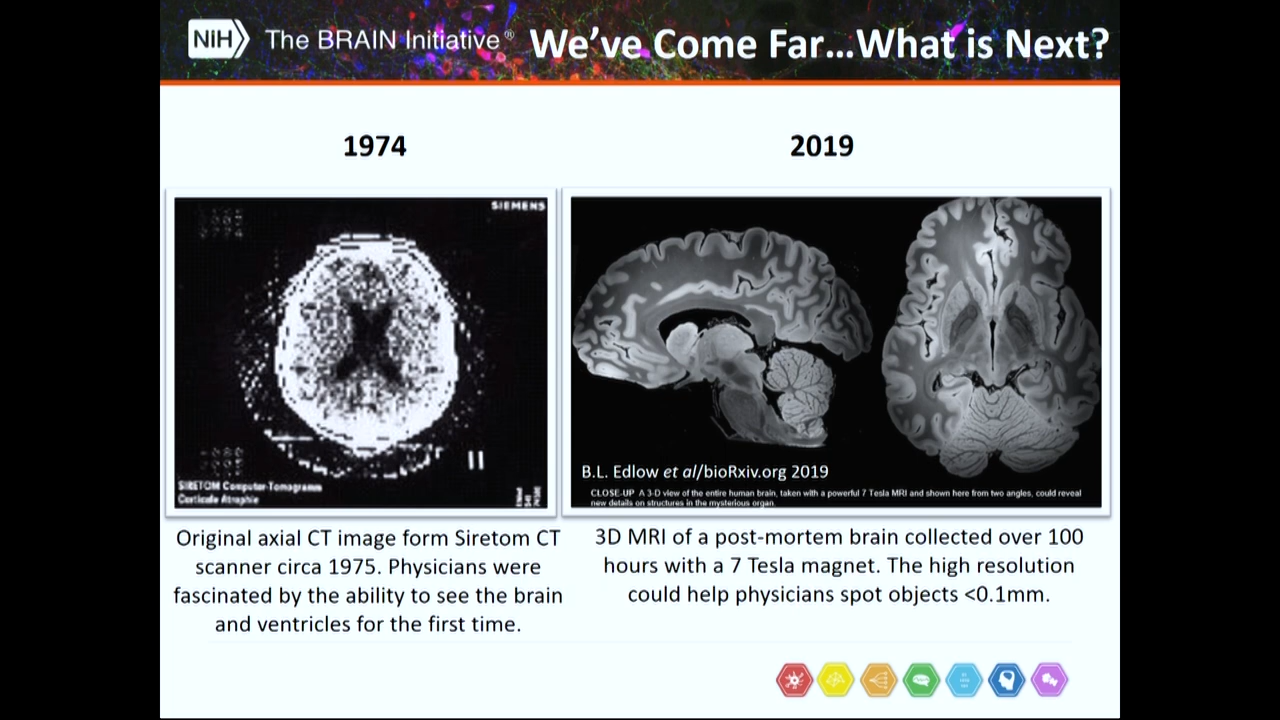 NIH The BRAIN Initiative® We've Come Far...What is Next?
1974
2019
SIEMENS
II
SIRETOM Computer-Tomogramm
Corticale Atrophie
B.L. Edlow et al/bioRxiv.org 2019
CLOSE-UP A 3-D view of the entire human brain, taken with a powerful 7 Tesla MRI and shown here from two angles, could reveal
new details on structures in the mysterious organ.
Original axial CT image form Siretom CT
scanner circa 1975. Physicians were
fascinated by the ability to see the brain
and ventricles for the first time.
3D MRI of a post-mortem brain collected over 100
hours with a 7 Tesla magnet. The high resolution
could help physicians spot objects <0.1mm.